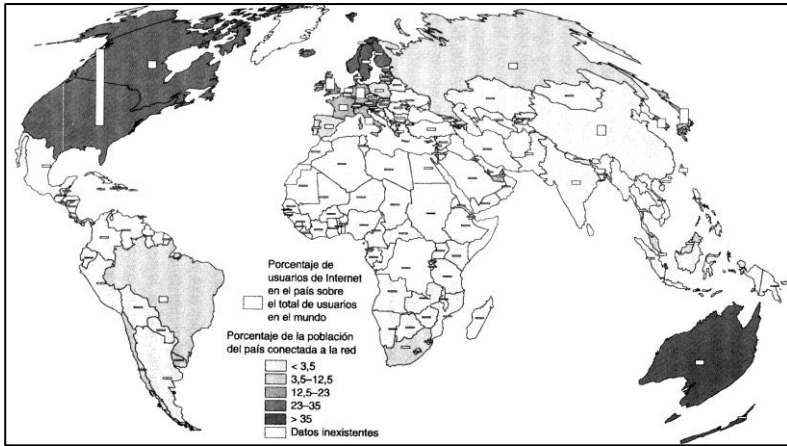 Porcentaje de
usuarios de Internet
en el país sobre
el total de usuarios
en el mundo
Porcentaje de la población
del país conectada a la red
< 3,5
3,5–12,5
12,5–23
23–35
> 35
Datos inexistentes